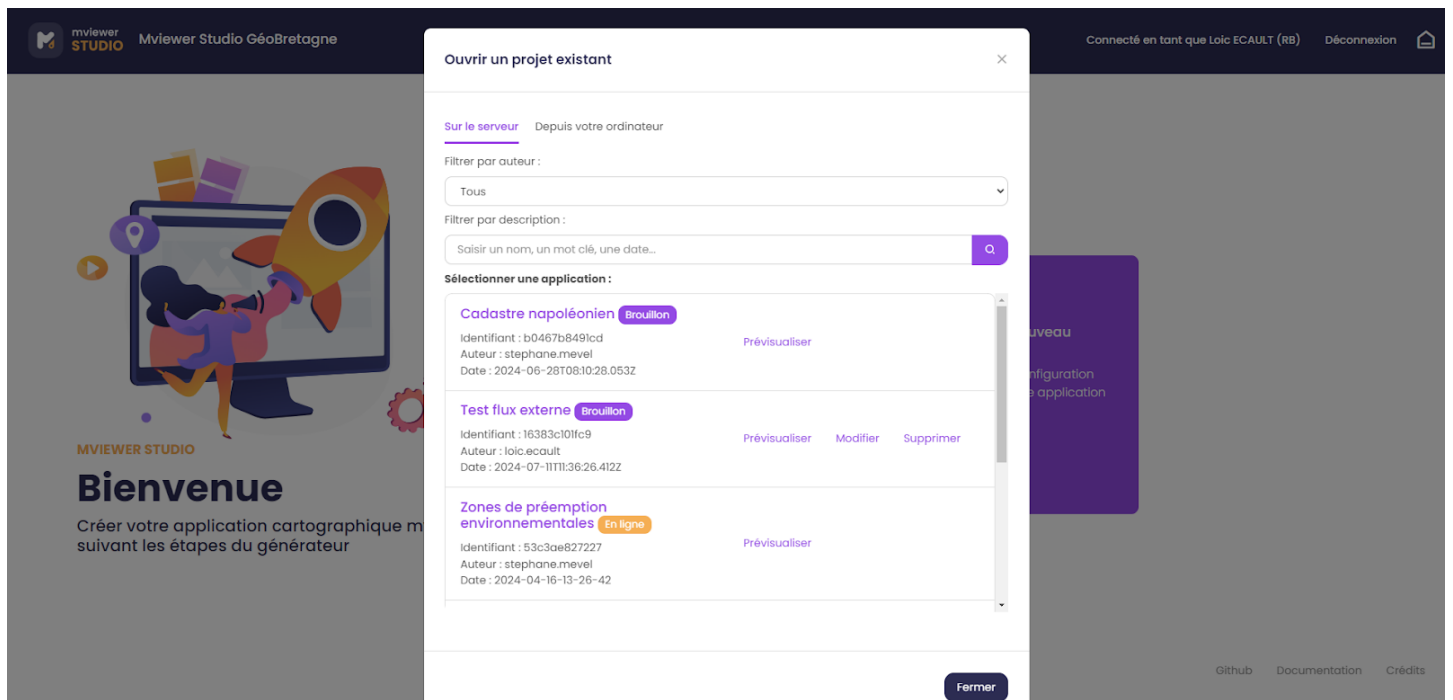 mviewer
STUDIO
Mviewer Studio GéoBretagne
Connecté en tant que Loic ECAULT (RB)
Déconnexion
Ouvrir un projet existant
Sur le serveur
Depuis votre ordinateur
Filtrer par auteur :
Tous
Filtrer par description :
Saisir un nom, un mot clé, une date...
Sélectionner une application :
Cadastre napoléonien Brouillon
Identifiant : b0467b8491cd
Auteur : stephane.mevel
Date : 2024-06-28T08:10:28.053Z
Prévisualiser
Test flux externe Brouillon
Identifiant : 16383c101fc9
Auteur : loic.ecault
Date : 2024-07-11T11:36:26.412Z
Prévisualiser Modifier Supprimer
Zones de préemption
environnementales En ligne
Identifiant : 53c3ae827227
Auteur : stephane.mevel
Date : 2024-04-16-13-26-42
Prévisualiser
Fermer
MVIEWER STUDIO
Bienvenue
Créer votre application cartographique m
suivant les étapes du générateur
uveau
nfiguration
application
Github Documentation Crédits